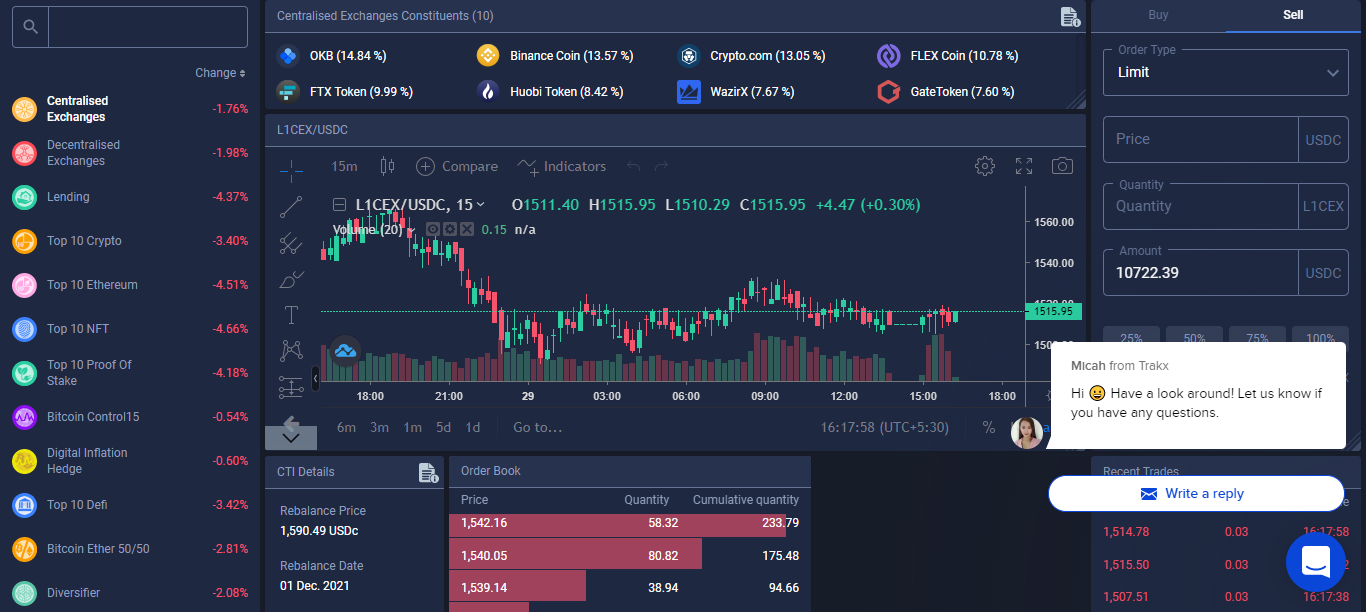 Change
Centralised
Exchanges
-1.76%
Decentralised
Exchanges
-1.98%
Lending
-4.37%
Top 10 Crypto
-3.40%
Top 10 Ethereum
-4.51%
Top 10 NFT
-4.66%
Top 10 Proof Of
Stake
-4.18%
Bitcoin Control15
-0.54%
Digital Inflation
Hedge
-0.60%
Top 10 Defi
-3.42%
Bitcoin Ether 50/50
-2.81%
Diversifier
-2.08%
Centralised Exchanges Constituents (10)
OKB (14.84 %)
Binance Coin (13.57 %)
Crypto.com (13.05 %)
FLEX Coin (10.78 %)
FTX Token (9.99 %)
Huobi Token (8.42 %)
WazirX (7.67 %)
GateToken (7.60 %)
L1CEX/USDC
15m
Compare
Indicators
L1CEX/USDC, 15
O1511.40 H1515.95 L1510.29 C1515.95 +4.47 (+0.30%)
Volume (20)
0.15 n/a
1560.00
1540.00
1515.95
18:00
21:00
29
03:00
06:00
09:00
12:00
15:00
18:00
6m
3m
1m
5d
1d
Go to...
16:17:58 (UTC+5:30)
%
CTI Details
Rebalance Price
1,590.49 USDc
Rebalance Date
01 Dec. 2021
Order Book
Price Quantity Cumulative quantity
1,542.16 58.32 233.79
1,540.05 80.82 175.48
1,539.14 38.94 94.66
Buy
Sell
Order Type
Limit
Price
USDC
Quantity
Quantity
L1CEX
Amount
10722.39
USDC
25%
50%
75%
100%
Micah from Trakx
Hi 😀 Have a look around! Let us know if
you have any questions.
Recent Trades
Write a reply
1,514.78 0.03 16:17:58
1,515.50 0.03
1,507.51 0.03 16:17:38